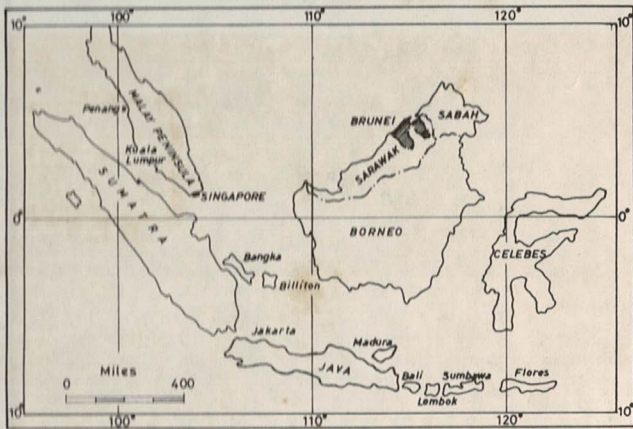 100° 110° 120°
10° 10°
Penang
MALAY PENINSULA
Kuala
Lumpur
SUMATRA
SINGAPORE
BRUNEI
SABAH
SARAWAK
0° 0°
BORNEO
CELEBES
Bangka
Billiton
Jakarta
Madura
JAVA
Bali
Lombok
Sumbawa
Flores
Miles
0 400
10° 10°
100° 110° 120°